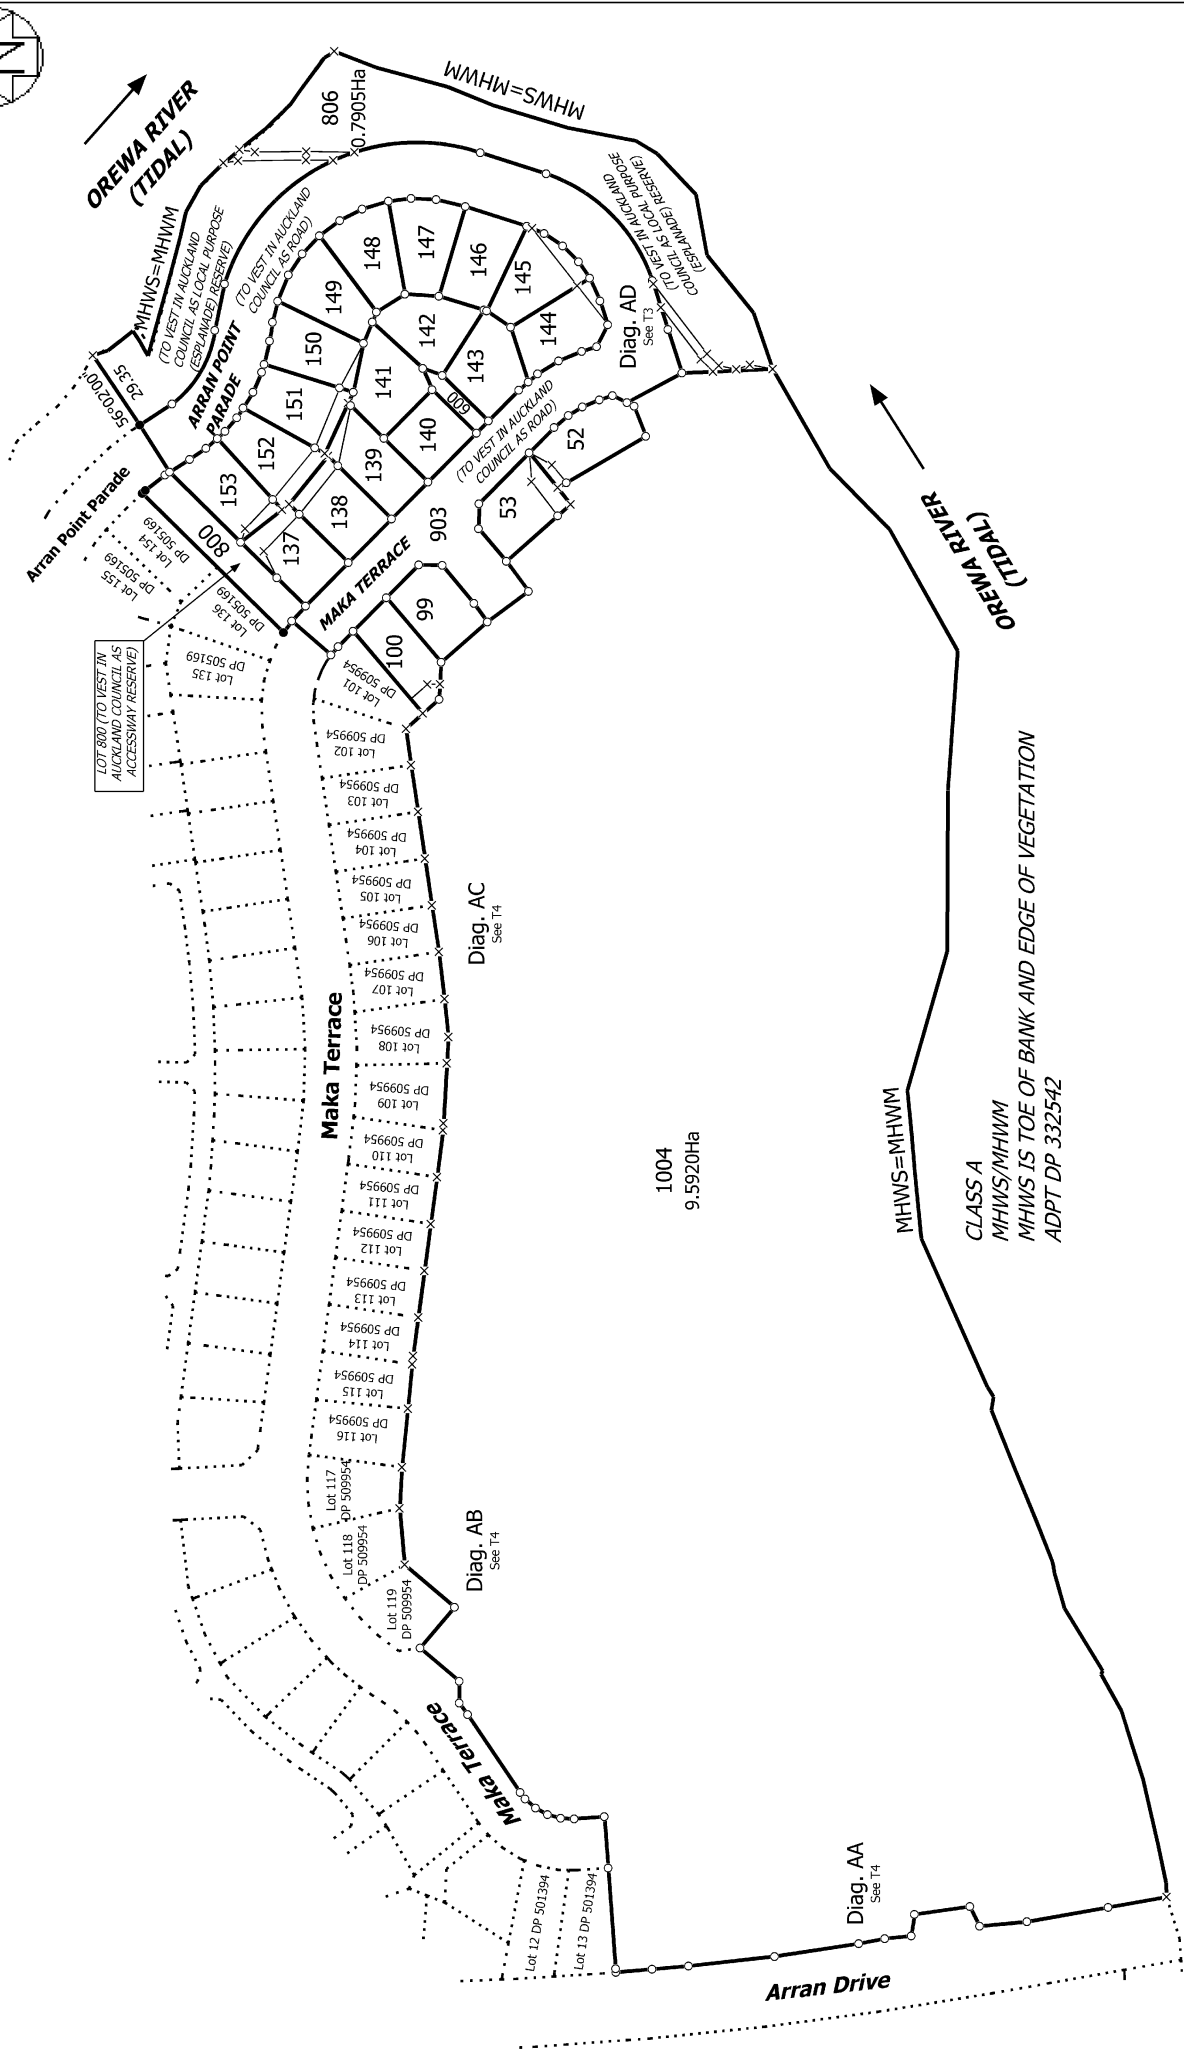 N
OREWA RIVER
(TIDAL)
806
0.7905Ha
MHWS=MHWM
MHWS=MHWM
(TO VEST IN AUCKLAND
COUNCIL AS LOCAL PURPOSE
(ESPLANADE) RESERVE)
(TO VEST IN AUCKLAND
COUNCIL AS ROAD)
(TO VEST IN AUCKLAND
COUNCIL AS LOCAL PURPOSE
(ESPLANADE) RESERVE)
56°02'00"
29.35
ARRAN POINT
PARADE
Arran Point Parade
148
147
146
145
149
150
142
144
143
141
151
600
140
152
139
153
138
137
800
Diag. AD
See T3
(TO VEST IN AUCKLAND
COUNCIL AS ROAD)
52
53
903
MAKA TERRACE
99
100
Lot 154
DP 505169
Lot 155
DP 505169
Lot 136
DP 505169
Lot 135
DP 505169
LOT 800 (TO VEST IN
AUCKLAND COUNCIL AS
ACCESSWAY RESERVE)
OREWA RIVER
(TIDAL)
Lot 101
DP 509954
Lot 102
DP 509954
Lot 103
DP 509954
Lot 104
DP 509954
Lot 105
DP 509954
Lot 106
DP 509954
Lot 107
DP 509954
Lot 108
DP 509954
Lot 109
DP 509954
Lot 110
DP 509954
Lot 111
DP 509954
Lot 112
DP 509954
Lot 113
DP 509954
Lot 114
DP 509954
Lot 115
DP 509954
Lot 116
DP 509954
Lot 117
DP 509954
Lot 118
DP 509954
Lot 119
DP 509954
Diag. AC
See T4
Maka Terrace
1004
9.5920Ha
MHWS=MHWM
CLASS A
MHWS/MHWM
MHWS IS TOE OF BANK AND EDGE OF VEGETATION
ADPT DP 332542
Diag. AB
See T4
Maka Terrace
Lot 12 DP 501394
Lot 13 DP 501394
Diag. AA
See T4
Arran Drive